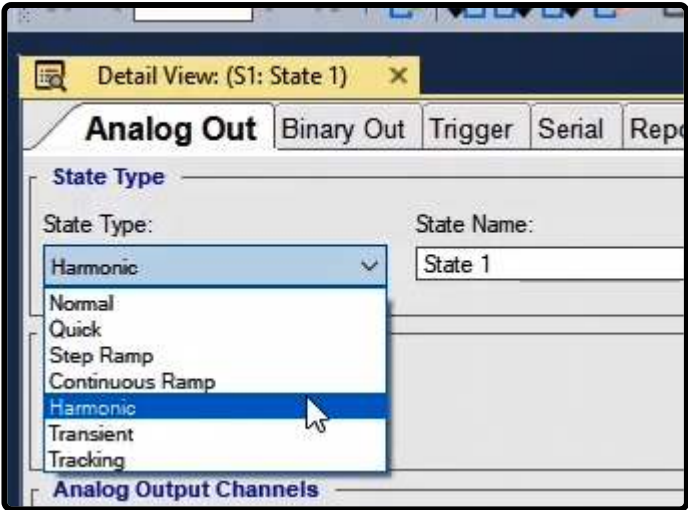 Detail View: (S1: State 1)
Analog Out Binary Out Trigger Serial
State Type
State Type: State Name:
Harmonic State 1
Normal
Quick
Step Ramp
Continuous Ramp
Harmonic
Transient
Tracking
Analog Output Channels